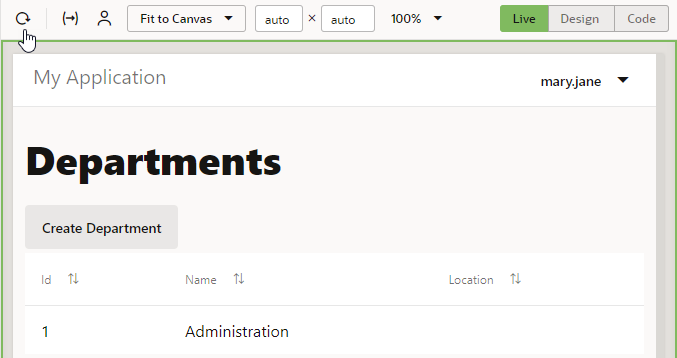 Fit to Canvas auto × auto 100% Live Design Code
My Application mary.jane
Departments
Create Department
Id Name Location
1 Administration